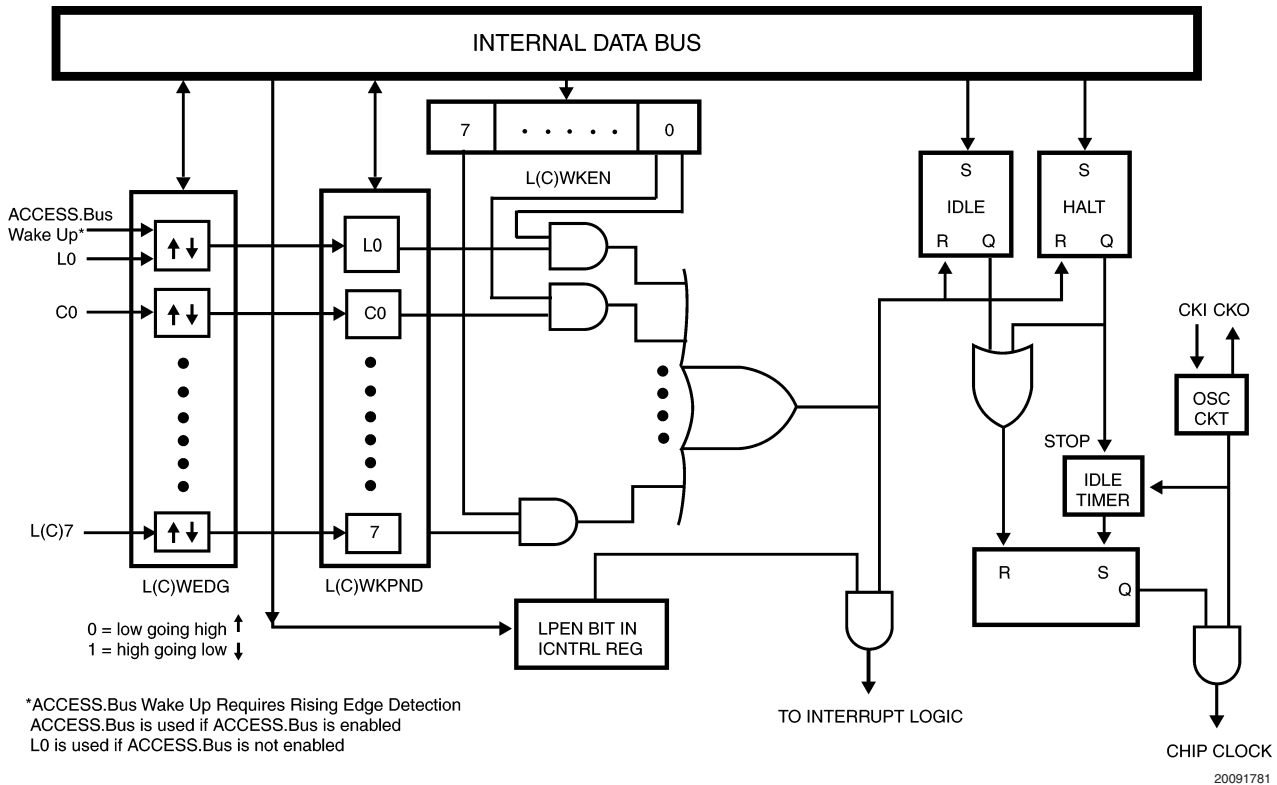 INTERNAL DATA BUS
7 . . . . . 0
L(C)WKEN
S
IDLE
R Q
S
HALT
R Q
ACCESS.Bus
Wake Up*
L0
L0
C0
C0
CKI CKO
OSC
CKT
STOP
IDLE
TIMER
L(C)7
7
R S
Q
L(C)WEDG
L(C)WKPND
0 = low going high
1 = high going low
LPEN BIT IN
ICNTRL REG
*ACCESS.Bus Wake Up Requires Rising Edge Detection
ACCESS.Bus is used if ACCESS.Bus is enabled
L0 is used if ACCESS.Bus is not enabled
TO INTERRUPT LOGIC
CHIP CLOCK
20091781